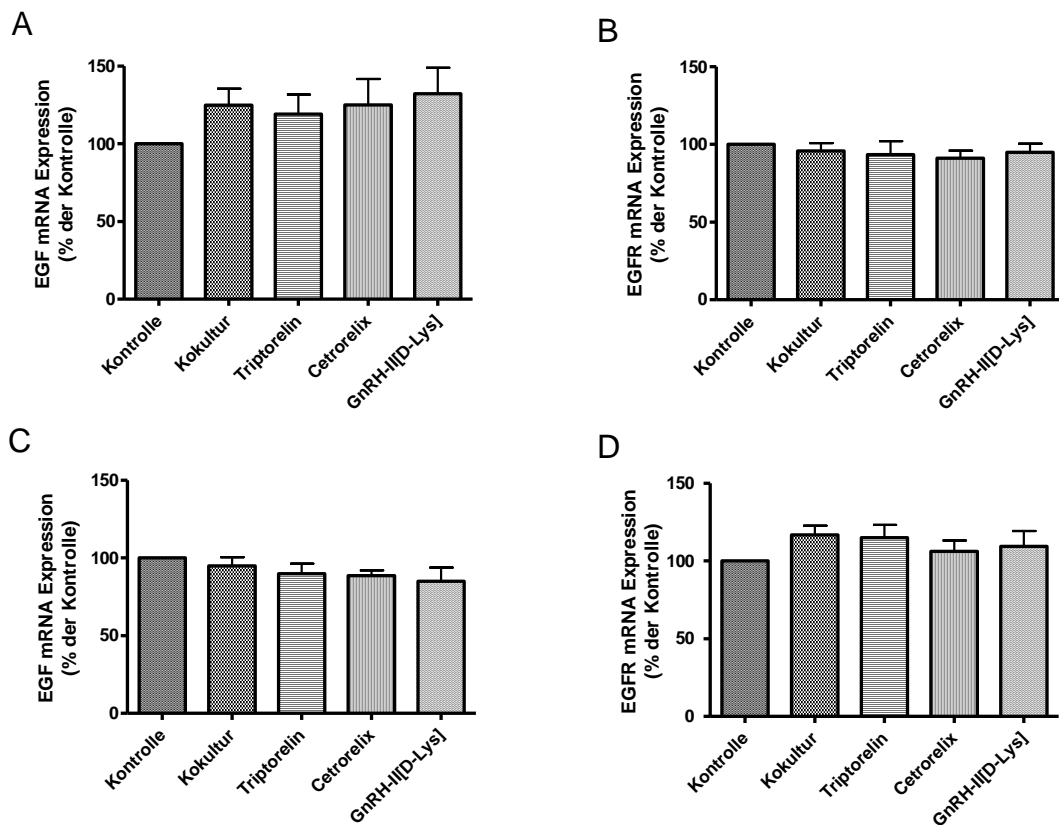 A
EGF mRNA Expression
(% der Kontrolle)
150
100
50
0
Kontrolle
Kokultur
Triptorelin
Cetrorelix
GnRH-II[D-Lys]
B
EGFR mRNA Expression
(% der Kontrolle)
150
100
50
0
Kontrolle
Kokultur
Triptorelin
Cetrorelix
GnRH-II[D-Lys]
C
EGF mRNA Expression
(% der Kontrolle)
150
100
50
0
Kontrolle
Kokultur
Triptorelin
Cetrorelix
GnRH-II[D-Lys]
D
EGFR mRNA Expression
(% der Kontrolle)
150
100
50
0
Kontrolle
Kokultur
Triptorelin
Cetrorelix
GnRH-II[D-Lys]